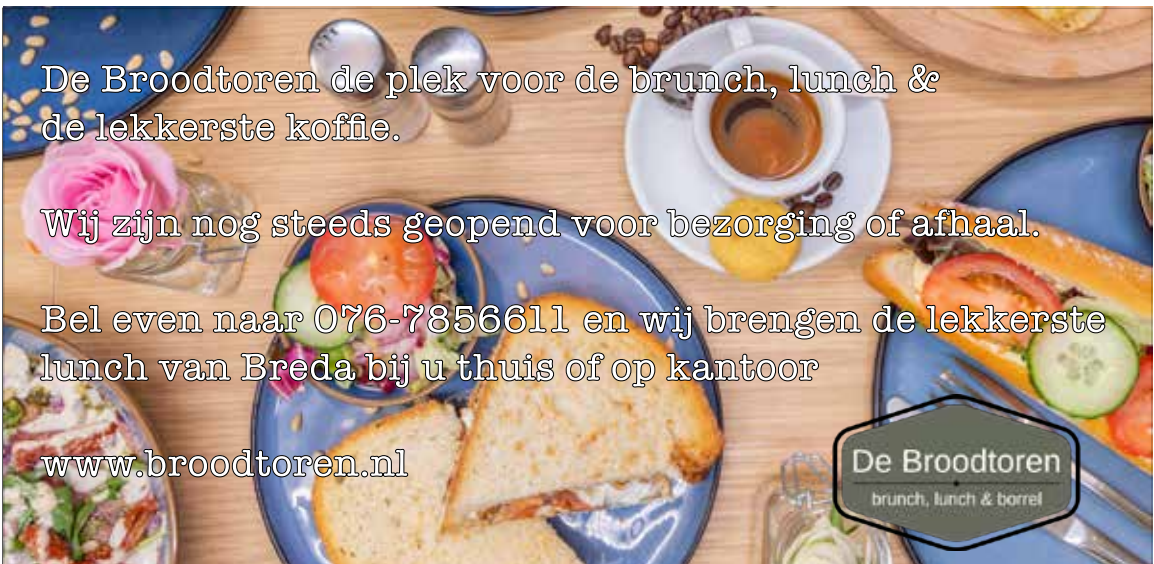 De Broodtoren de plek voor de brunch, lunch &
de lekkerste koffie.
Wij zijn nog steeds geopend voor bezorging of afhaal.
Bel even naar 076-7856611 en wij brengen de lekkerste
lunch van Breda bij u thuis of op kantoor
www.broodtoren.nl
De Broodtoren
brunch, lunch & borrel